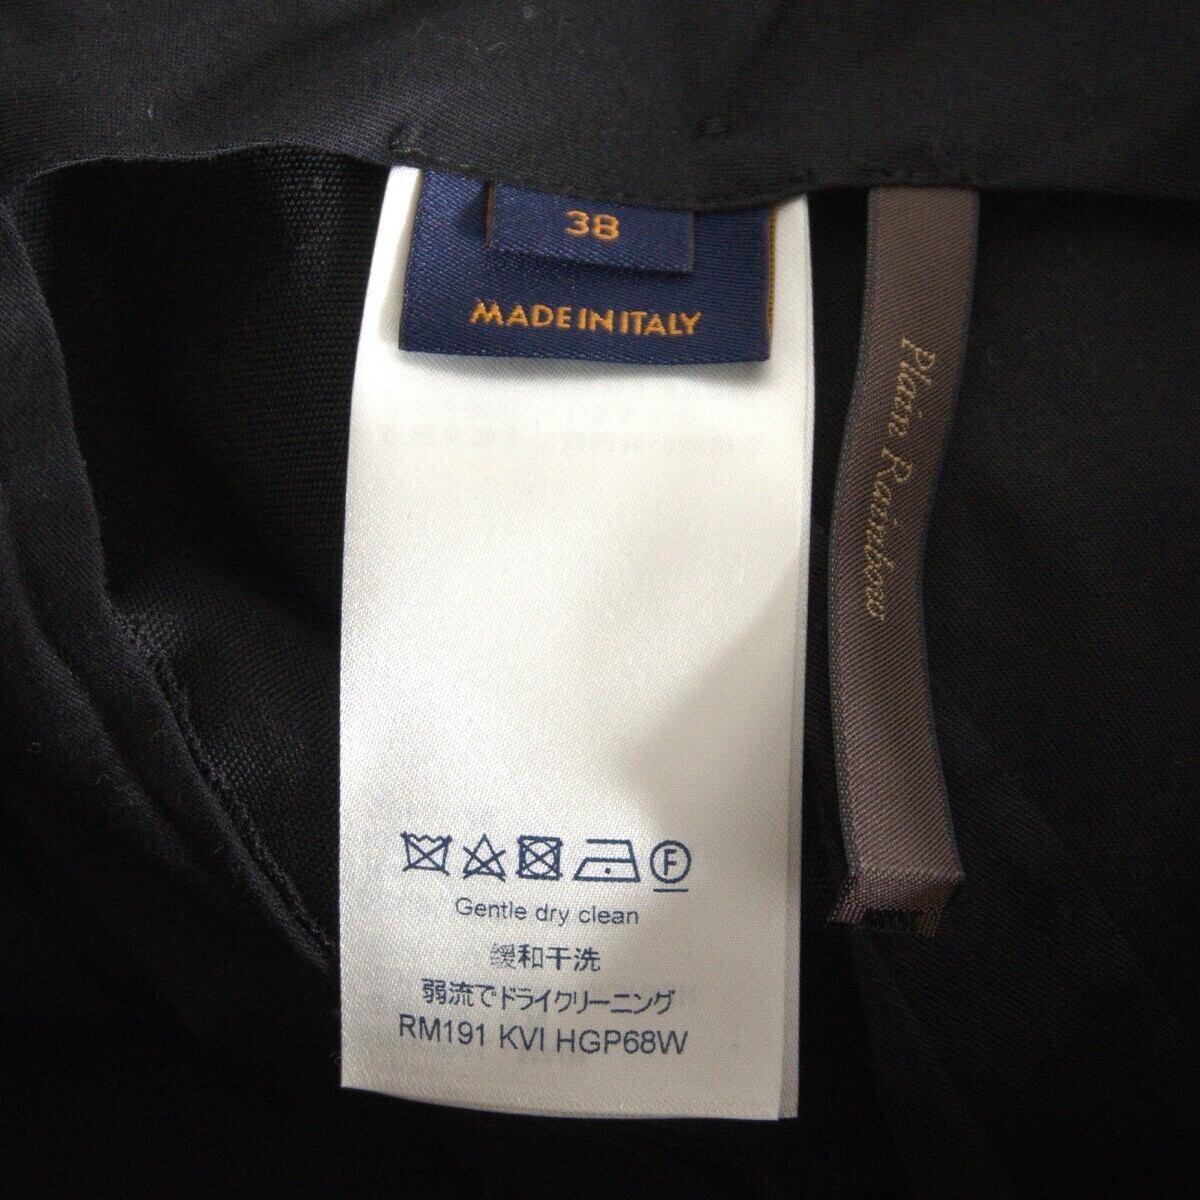 38
MADE IN ITALY
Plain Rainbow
F
Gentle dry clean
缓和干洗
弱流でドライクリーニング
RM191 KVI HGP68W